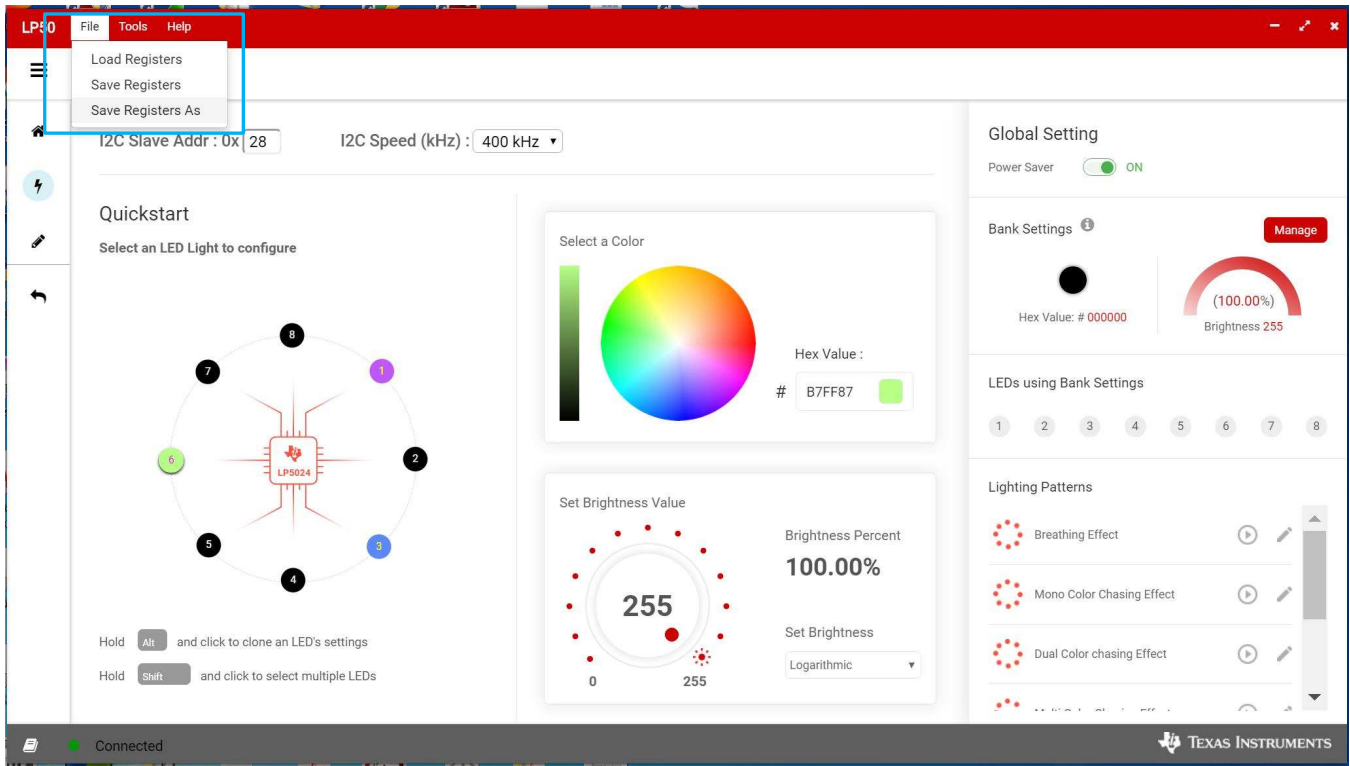 LP50 File Tools Help
Load Registers
Save Registers
Save Registers As
I2C Slave Addr : 0x 28 I2C Speed (kHz) : 400 kHz
Quickstart
Select an LED Light to configure
8
7
1
6
LP5024
2
5
3
4
Hold Alt and click to clone an LED's settings
Hold Shift and click to select multiple LEDs
Select a Color
Hex Value :
# B7FF87
Set Brightness Value
255
0 255
Brightness Percent
100.00%
Set Brightness
Logarithmic
Global Setting
Power Saver ON
Bank Settings Manage
Hex Value: # 000000
(100.00%)
Brightness 255
LEDs using Bank Settings
1 2 3 4 5 6 7 8
Lighting Patterns
Breathing Effect
Mono Color Chasing Effect
Dual Color chasing Effect
Connected
TEXAS INSTRUMENTS